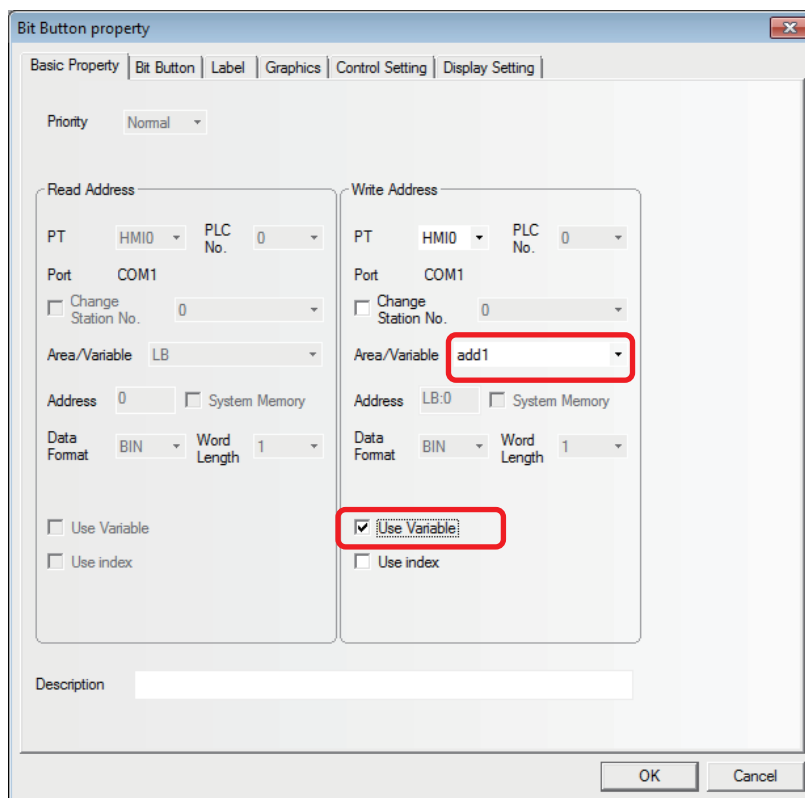 Bit Button property
Basic Property Bit Button Label Graphics Control Setting Display Setting
Priority Normal
Read Address
PT HMI0 PLC No. 0
Port COM1
Change Station No. 0
Area/Variable LB
Address 0 System Memory
Data Format BIN Word Length 1
Use Variable
Use index
Write Address
PT HMI0 PLC No. 0
Port COM1
Change Station No. 0
Area/Variable add1
Address LB:0 System Memory
Data Format BIN Word Length 1
Use Variable
Use index
Description
OK Cancel